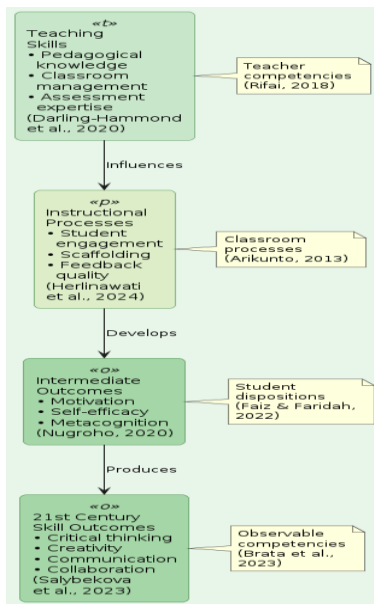 «t»
Teaching
Skills
• Pedagogical
knowledge
• Classroom
management
• Assessment
expertise
(Darling-Hammond
et al., 2020)
Teacher
competencies
(Rifai, 2018)
Influences
«p»
Instructional
Processes
• Student
engagement
• Scaffolding
• Feedback
quality
(Herlinawati
et al., 2024)
Classroom
processes
(Arikunto, 2013)
Develops
«o»
Intermediate
Outcomes
• Motivation
• Self-efficacy
• Metacognition
(Nugroho, 2020)
Student
dispositions
(Faiz & Faridah,
2022)
Produces
«o»
21st Century
Skill Outcomes
• Critical thinking
• Creativity
• Communication
• Collaboration
(Salybekova
et al., 2023)
Observable
competencies
(Brata et al.,
2023)